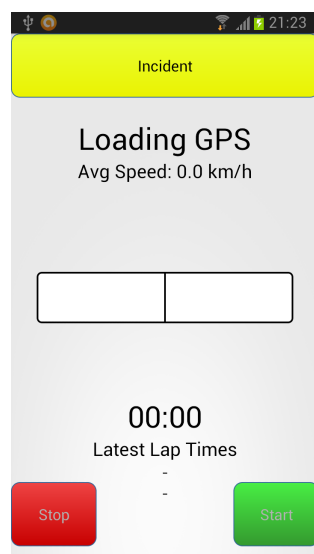 21:23
Incident
Loading GPS
Avg Speed: 0.0 km/h
00:00
Latest Lap Times
-
-
Stop
Start